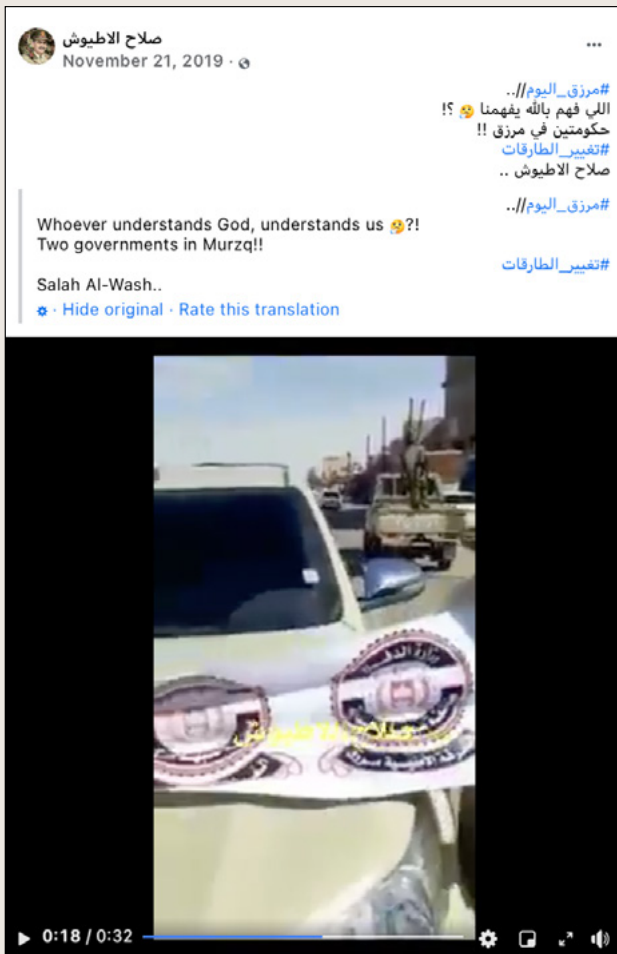 صلاح الاطيوش
November 21, 2019 ·
...
#مرزق_اليوم//..
اللي فهم بالله يفهمنا 🤔 ؟!
حكومتين في مرزق !!
#تغيير_الطارقات
صلاح الاطيوش ..
#مرزق_اليوم//..
Whoever understands God, understands us 🤔?!
Two governments in Murzq!!
#تغيير_الطارقات
Salah Al-Wash..
· Hide original · Rate this translation
وزارة الدفاع
صلاح الاطيوش
0:18 / 0:32